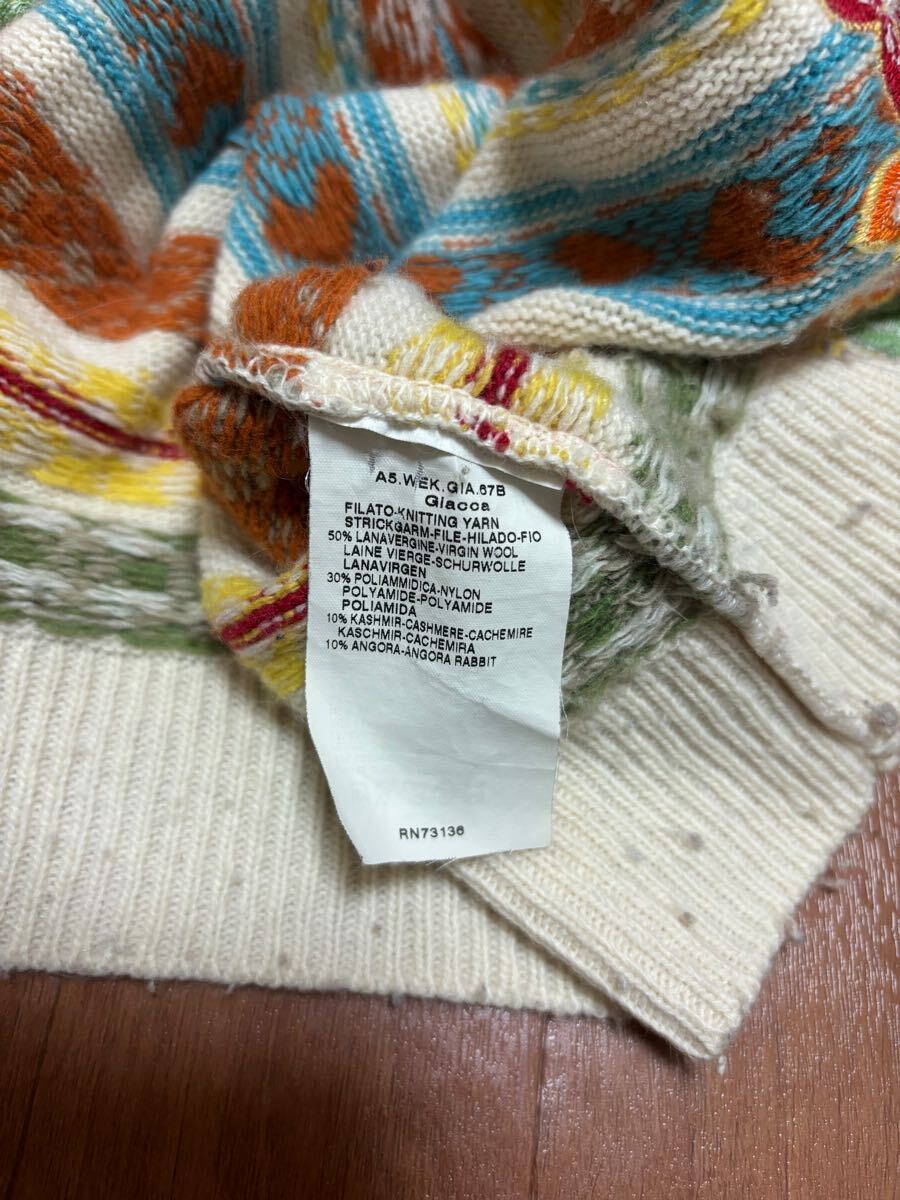 A5.WEK.GIA.67B
Giacca
FILATO-KNITTING YARN
STRICKGARM-FILE-HILADO-FIO
50% LANAVERGINE-VIRGIN WOOL
LAINE VIERGE-SCHURWOLLE
LANAVIRGEN
30% POLIAMMIDICA-NYLON
POLYAMIDE-POLYAMIDE
POLIAMIDA
10% KASHMIR-CASHMERE-CACHEMIRE
KASCHMIR-CACHEMIRA
10% ANGORA-ANGORA RABBIT
RN73136